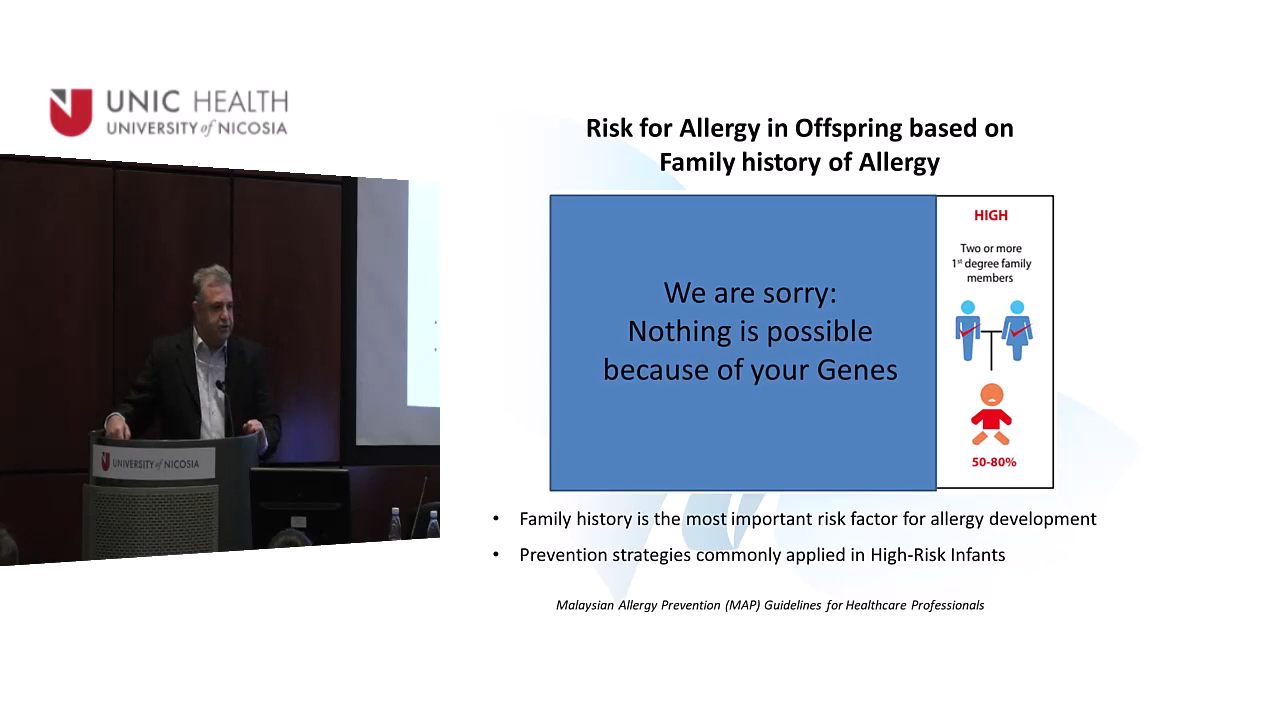 UNIC HEALTH
UNIVERSITY of NICOSIA
Risk for Allergy in Offspring based on
Family history of Allergy
We are sorry:
Nothing is possible
because of your Genes
HIGH
Two or more
1st degree family
members
50-80%
• Family history is the most important risk factor for allergy development
• Prevention strategies commonly applied in High-Risk Infants
Malaysian Allergy Prevention (MAP) Guidelines for Healthcare Professionals
UNIVERSITY of NICOSIA